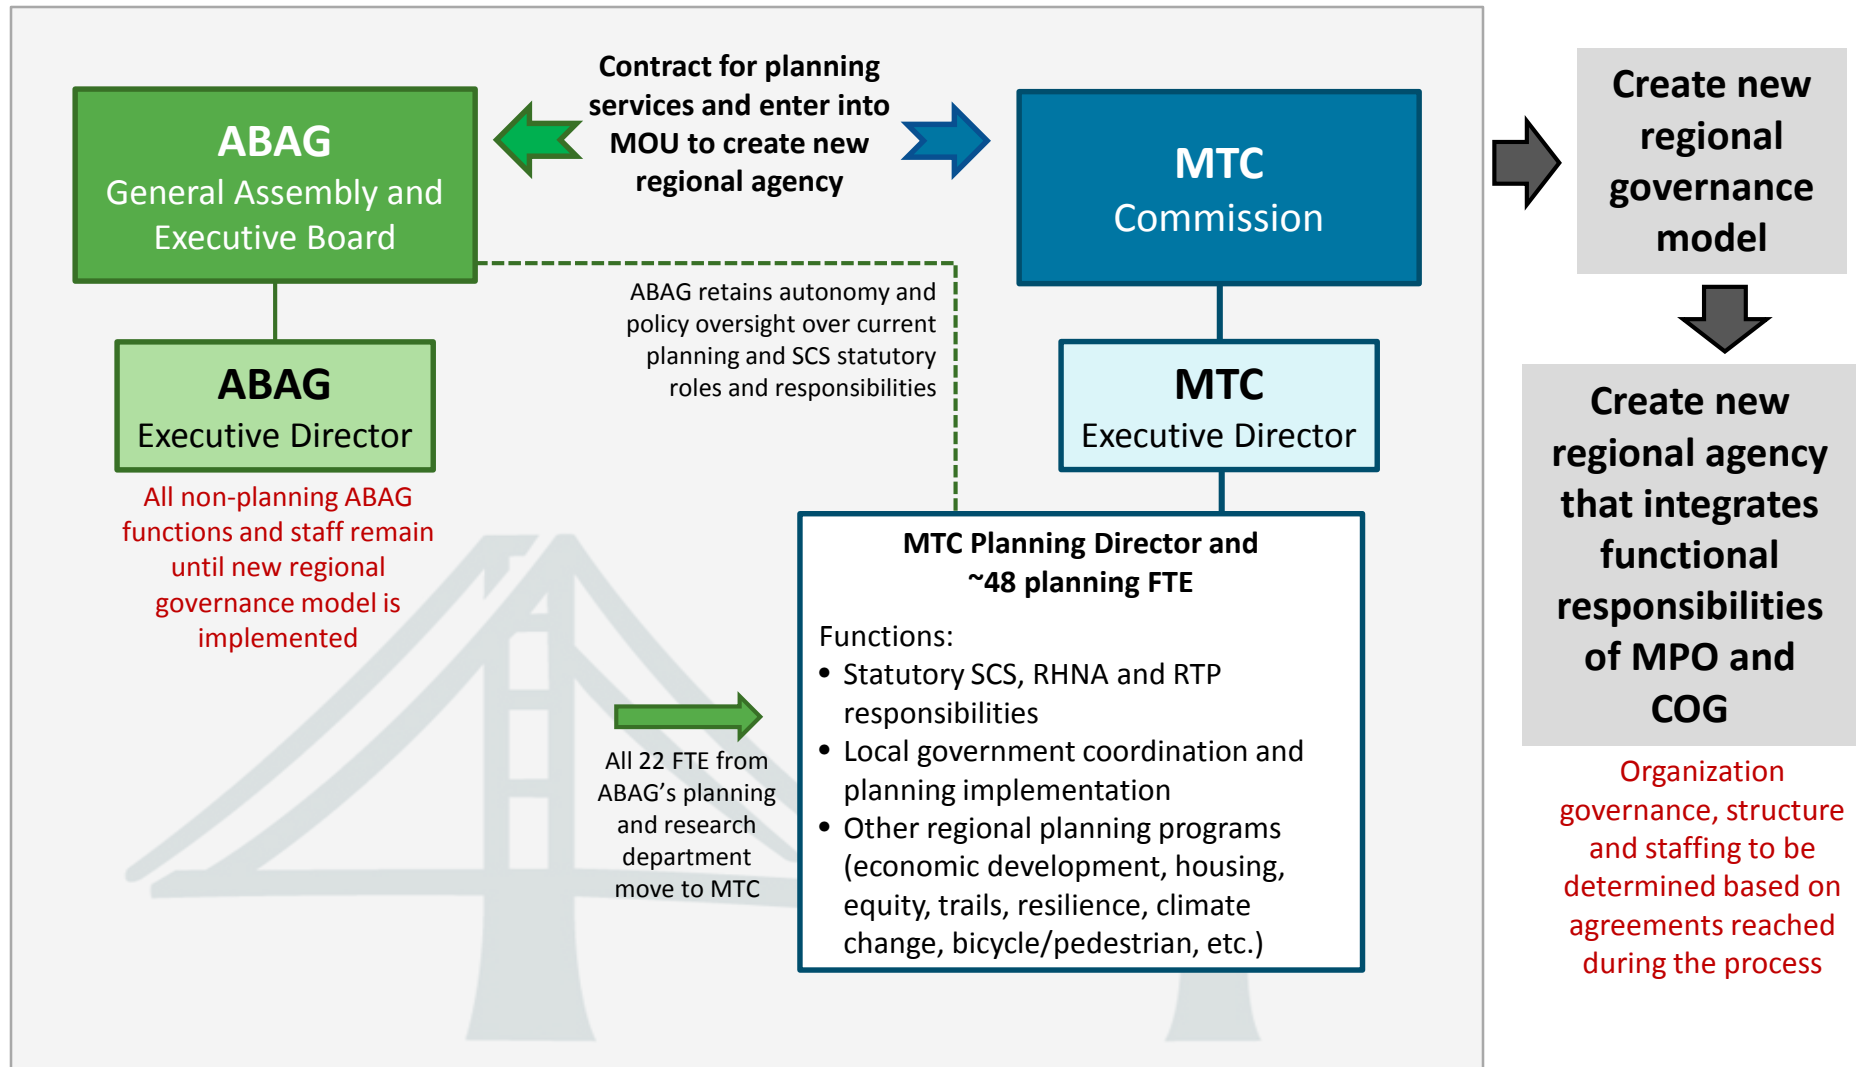 Contract for planning
services and enter into
MOU to create new
regional agency
ABAG
General Assembly and
Executive Board
MTC
Commission
ABAG retains autonomy and
policy oversight over current
planning and SCS statutory
roles and responsibilities
ABAG
Executive Director
All non-planning ABAG
functions and staff remain
until new regional
governance model is
implemented
MTC
Executive Director
All 22 FTE from
ABAG’s planning
and research
department
move to MTC
MTC Planning Director and
~48 planning FTE
Functions:
• Statutory SCS, RHNA and RTP
responsibilities
• Local government coordination and
planning implementation
• Other regional planning programs
(economic development, housing,
equity, trails, resilience, climate
change, bicycle/pedestrian, etc.)
Create new
regional
governance
model
Create new
regional agency
that integrates
functional
responsibilities
of MPO and
COG
Organization
governance, structure
and staffing to be
determined based on
agreements reached
during the process